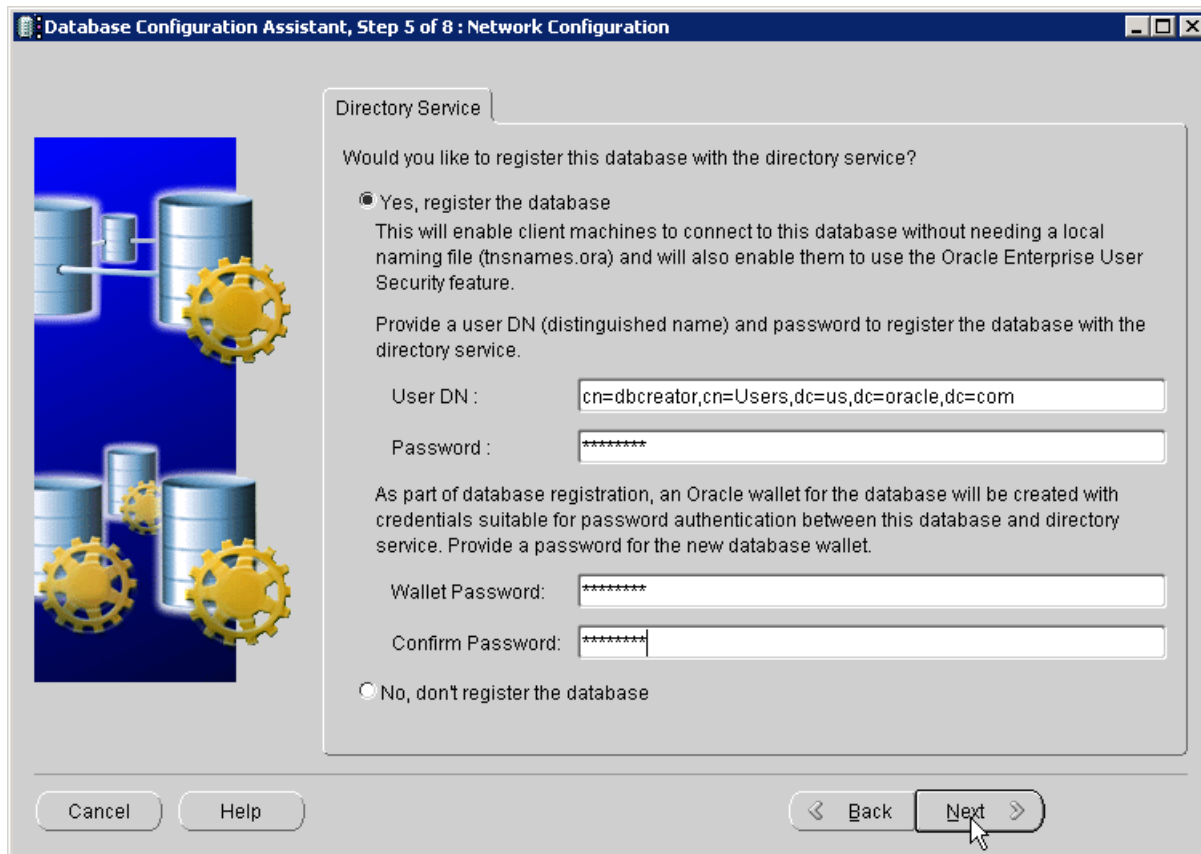 Database Configuration Assistant, Step 5 of 8 : Network Configuration
Directory Service
Would you like to register this database with the directory service?
Yes, register the database
This will enable client machines to connect to this database without needing a local
naming file (tnsnames.ora) and will also enable them to use the Oracle Enterprise User
Security feature.
Provide a user DN (distinguished name) and password to register the database with the
directory service.
User DN : cn=dbcreator,cn=Users,dc=us,dc=oracle,dc=com
Password : ********
As part of database registration, an Oracle wallet for the database will be created with
credentials suitable for password authentication between this database and directory
service. Provide a password for the new database wallet.
Wallet Password: ********
Confirm Password: ********
No, don't register the database
Cancel Help Back Next